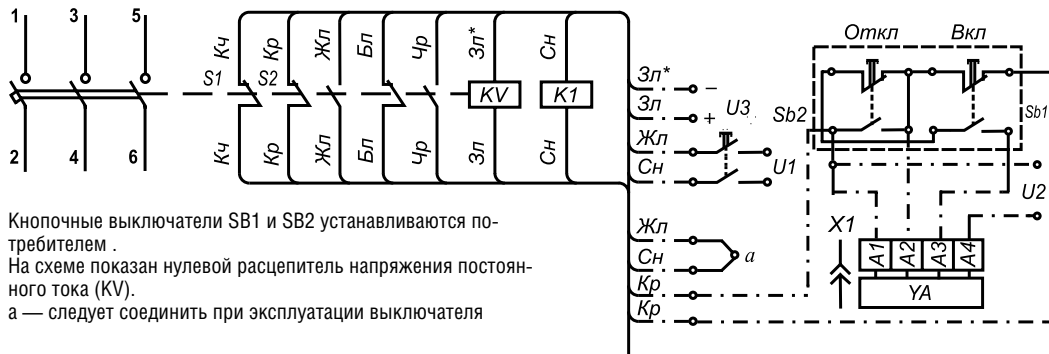 1 3 5
Откл Вкл
Кч Кр Жл Бл Чр Зл* Сн
S1 S2
KV K1
Зл* −
Зл + U3
Sb2 Sb1
Жл
Сн U1
2 4 6
Кч Кр Жл Бл Чр Зл Сн
U2
Кнопочные выключатели SB1 и SB2 устанавливаются по-
требителем .
На схеме показан нулевой расцепитель напряжения постоян-
ного тока (KV).
а — следует соединить при эксплуатации выключателя
Жл
Сн а
Кр
Кр
X1
A1 A2 A3 A4
YA